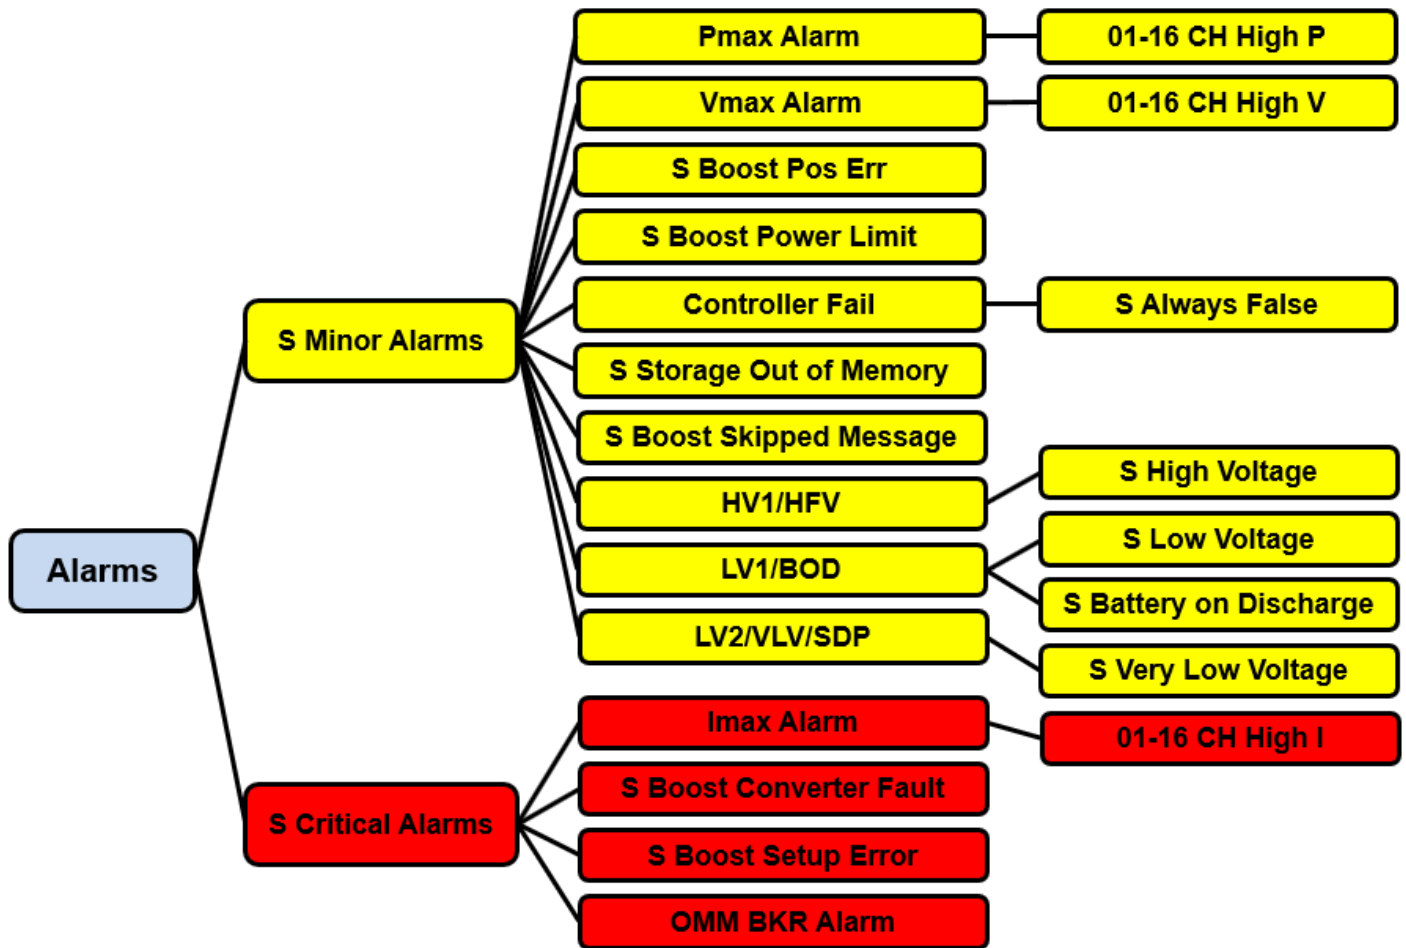 Pmax Alarm
01-16 CH High P
Vmax Alarm
01-16 CH High V
S Boost Pos Err
S Boost Power Limit
Controller Fail
S Always False
S Minor Alarms
S Storage Out of Memory
S Boost Skipped Message
S High Voltage
HV1/HFV
S Low Voltage
Alarms
LV1/BOD
S Battery on Discharge
LV2/VLV/SDP
S Very Low Voltage
Imax Alarm
01-16 CH High I
S Boost Converter Fault
S Critical Alarms
S Boost Setup Error
OMM BKR Alarm